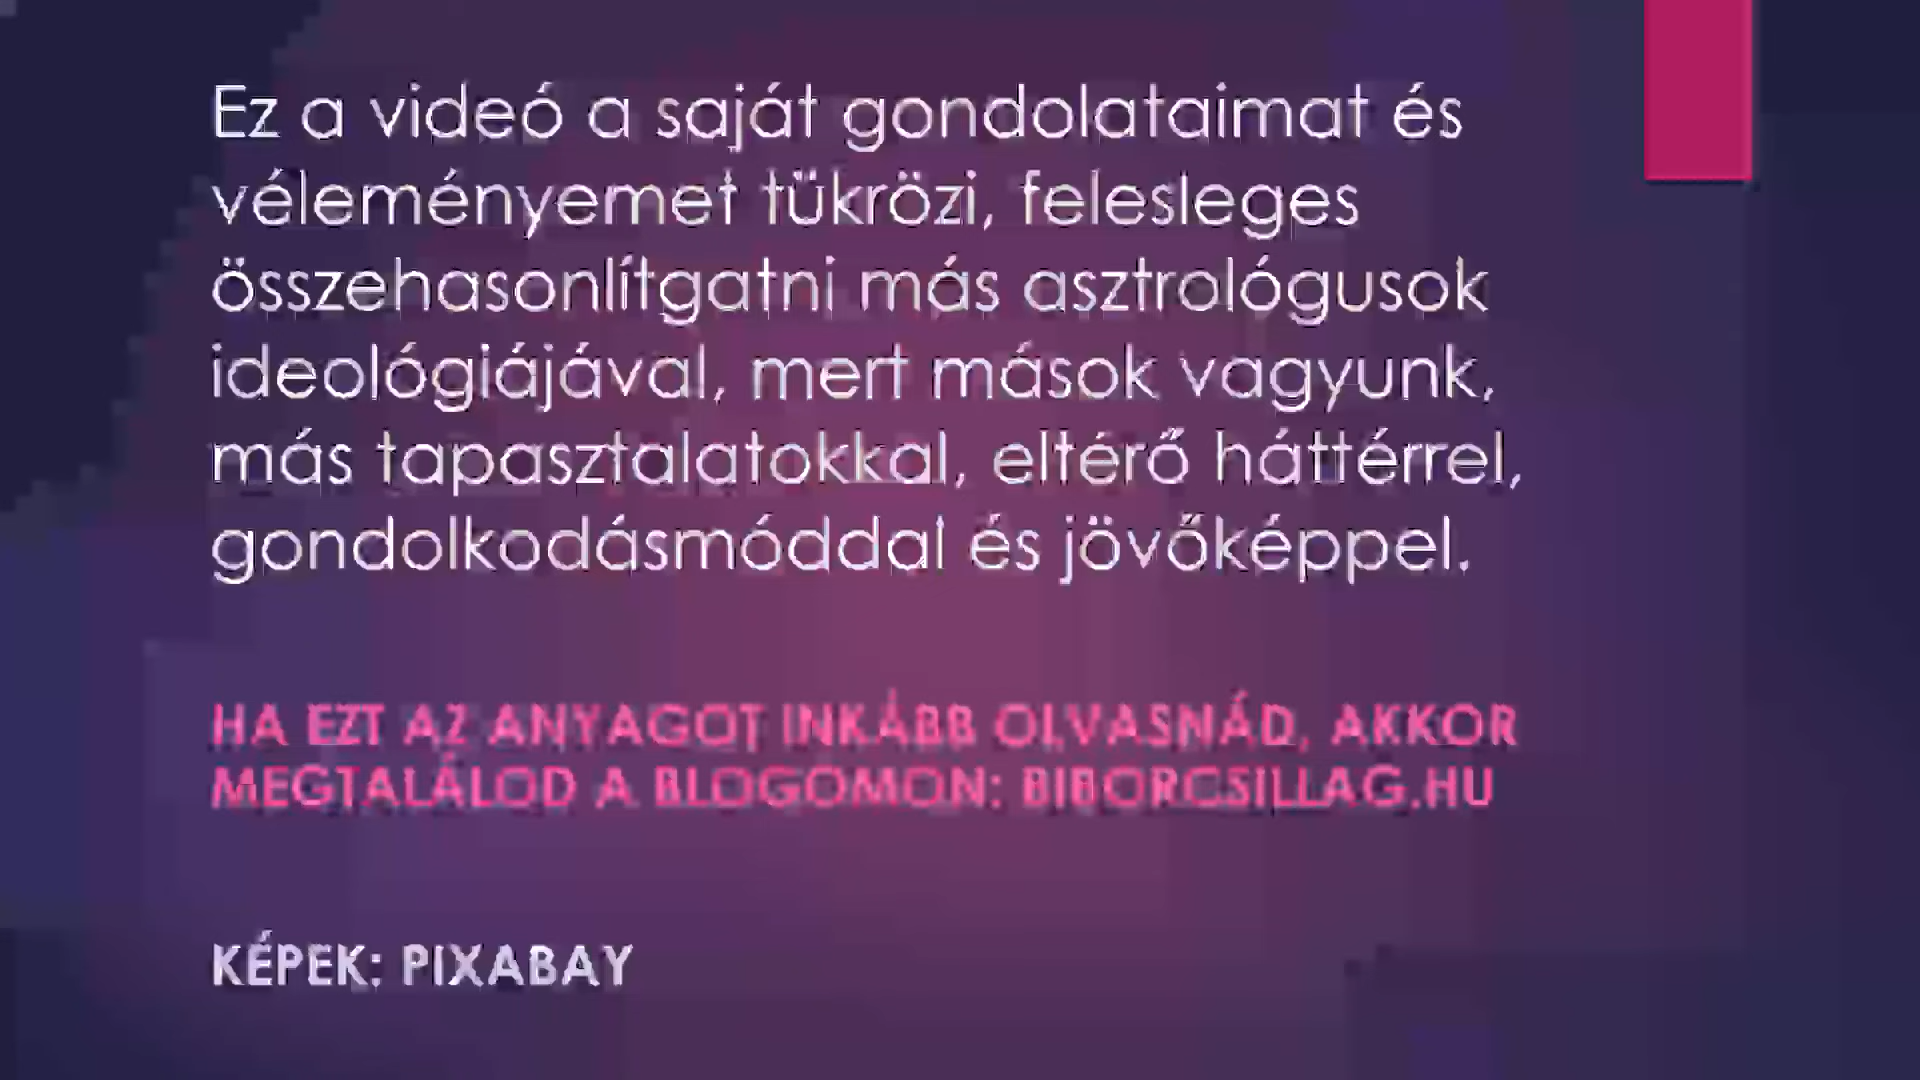 Ez a videó a saját gondolataimat és
véleményemet tükrözi, felesleges
összehasonlítgatni más asztrológusok
ideológiájával, mert mások vagyunk,
más tapasztalatokkal, eltérő háttérrel,
gondolkodásmóddal és jövőképpel.
HA EZT AZ ANYAGOT INKÁBB OLVASNÁD, AKKOR
MEGTALÁLOD A BLOGOMON: BIBORCSILLAG.HU
KÉPEK: PIXABAY